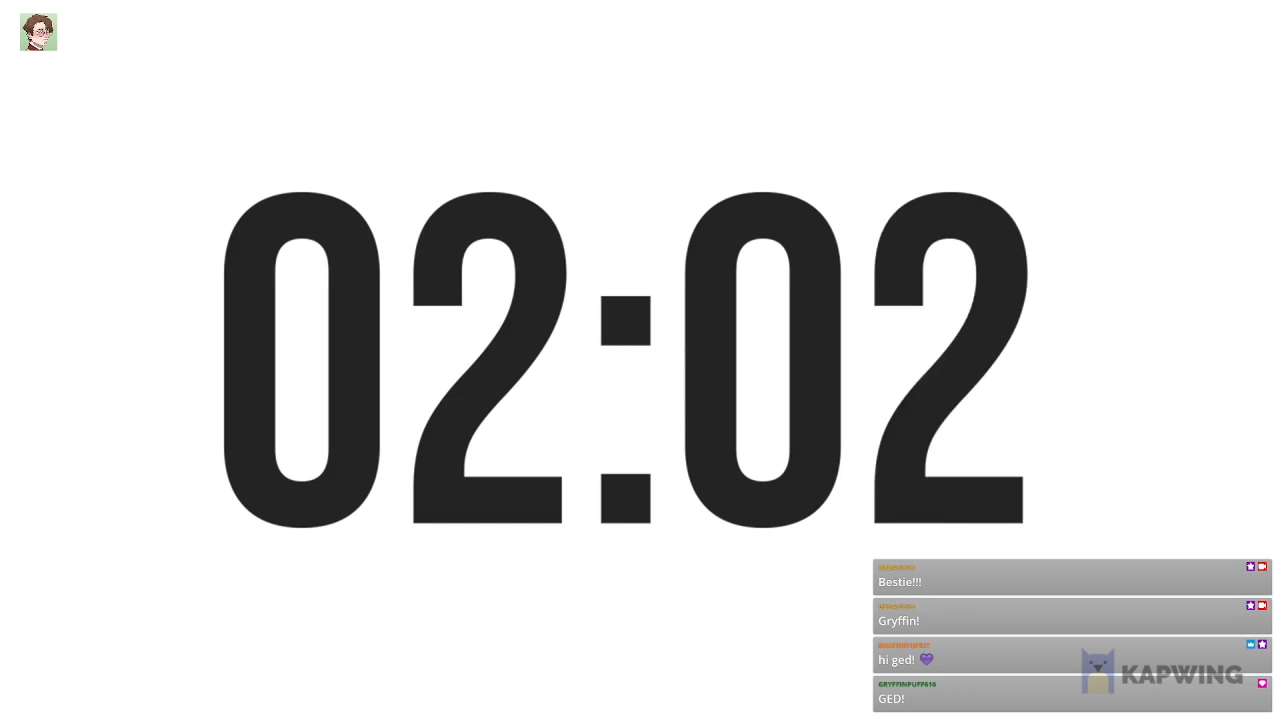 02:02
Bestie!!!
Gryffin!
hi ged! 💜
GRYFFINPUFF616
GED!
KAPWING